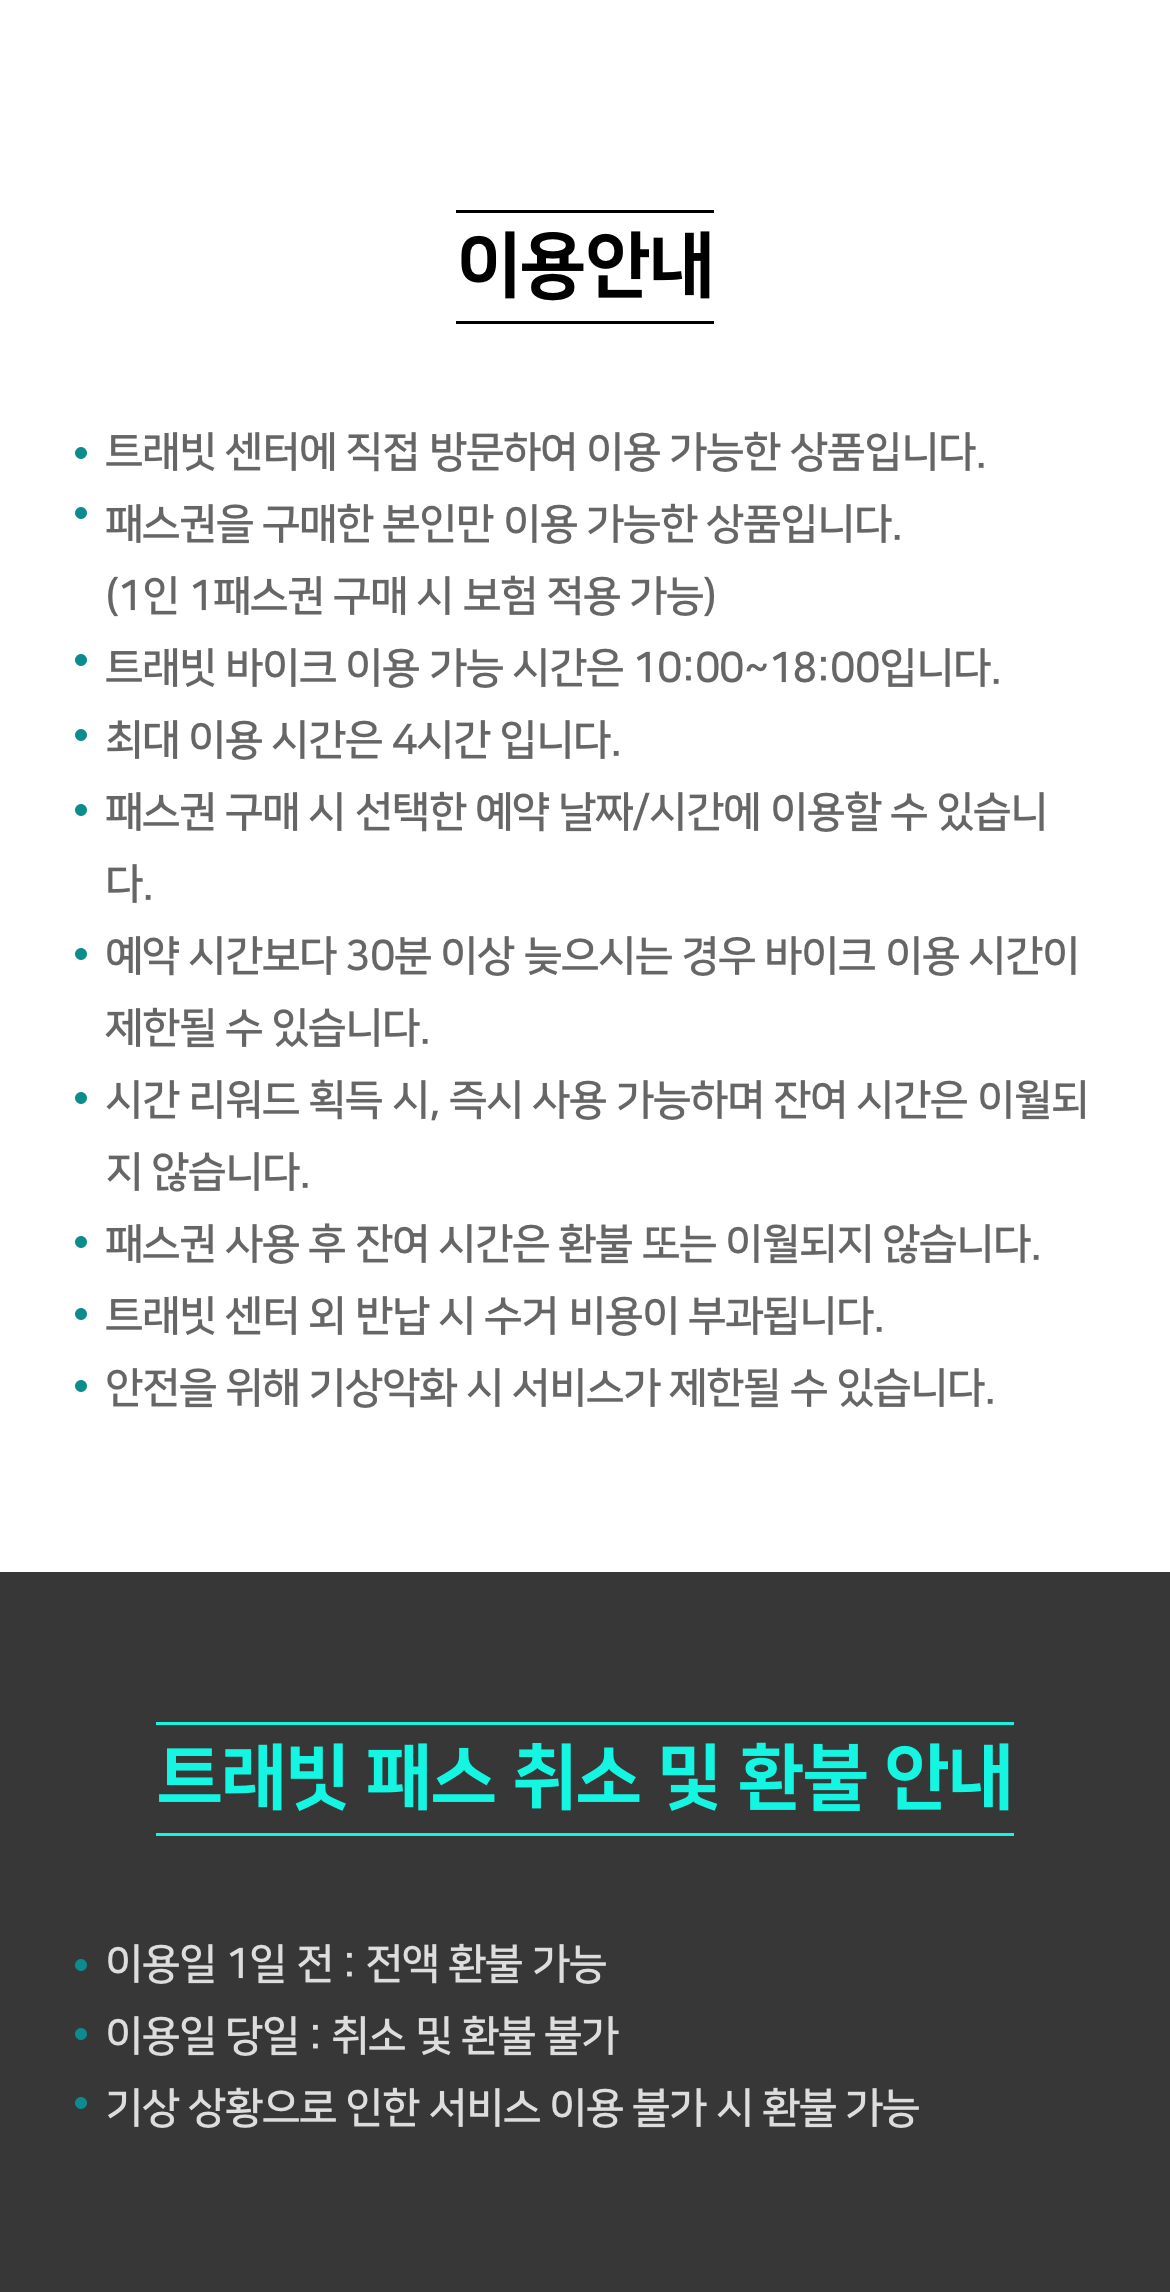 이용안내
트래빗 센터에 직접 방문하여 이용 가능한 상품입니다.
패스권을 구매한 본인만 이용 가능한 상품입니다.
(1인 1패스권 구매 시 보험 적용 가능)
트래빗 바이크 이용 가능 시간은 10:00~18:00입니다.
최대 이용 시간은 4시간 입니다.
패스권 구매 시 선택한 예약 날짜/시간에 이용할 수 있습니
다.
예약 시간보다 30분 이상 늦으시는 경우 바이크 이용 시간이
제한될 수 있습니다.
시간 리워드 획득 시, 즉시 사용 가능하며 잔여 시간은 이월되
지 않습니다.
패스권 사용 후 잔여 시간은 환불 또는 이월되지 않습니다.
트래빗 센터 외 반납 시 수거 비용이 부과됩니다.
안전을 위해 기상악화 시 서비스가 제한될 수 있습니다.
트래빗 패스 취소 및 환불 안내
이용일 1일 전 : 전액 환불 가능
이용일 당일 : 취소 및 환불 불가
기상 상황으로 인한 서비스 이용 불가 시 환불 가능